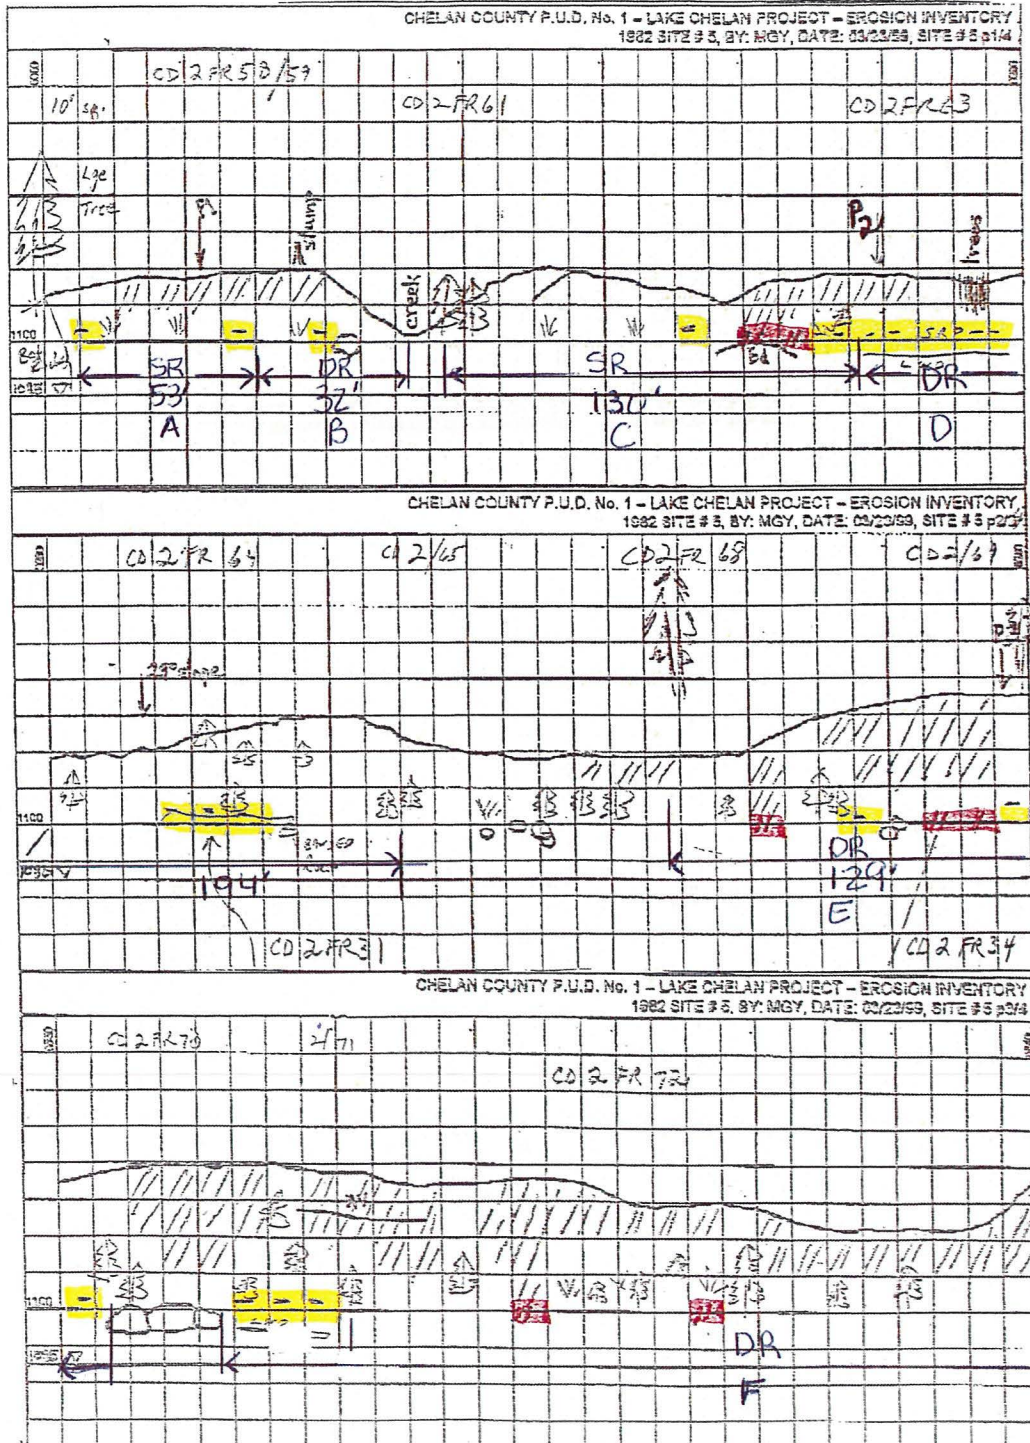 CHELAN COUNTY P.U.D. No. 1 – LAKE CHELAN PROJECT – EROSION INVENTORY
1982 SITE # 5, BY: MGY, DATE: 09/23/99, SITE # 5 p1/4
CD 2 FR 58/59
10' sq.
CD 2 FR 61
CD 2 FR 63
Lge
Tree
P1
stump
P2
trees
creek
1100
SR
DR
SR
DR
53'
32'
130'
A
B
C
D
CHELAN COUNTY P.U.D. No. 1 – LAKE CHELAN PROJECT – EROSION INVENTORY
1982 SITE # 5, BY: MGY, DATE: 09/23/99, SITE # 5
CD 2 FR 64
CD 2/65
CD 2 FR 68
CD 2/69
1100
194'
DR
129'
E
CD 2 FR 31
CD 2 FR 34
CHELAN COUNTY P.U.D. No. 1 – LAKE CHELAN PROJECT – EROSION INVENTORY
1982 SITE # 5, BY: MGY, DATE: 09/23/99, SITE # 5 p3/4
CD 2 FR 70
2/71
CD 2 FR 72
1100
DR
F